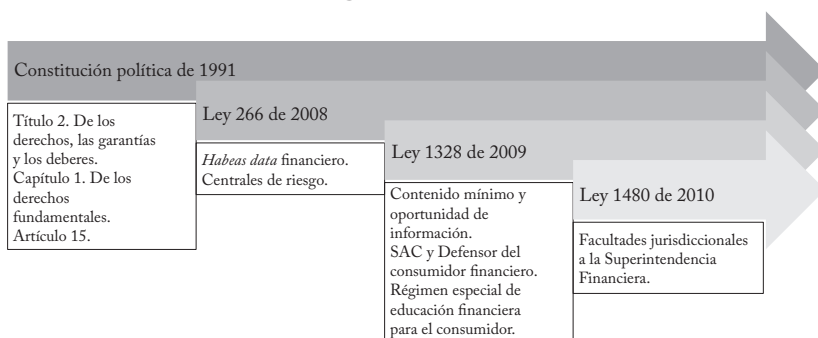 Constitución política de 1991
Título 2. De los
derechos, las garantías
y los deberes.
Capítulo 1. De los
derechos
fundamentales.
Artículo 15.
Ley 266 de 2008
Habeas data financiero.
Centrales de riesgo.
Ley 1328 de 2009
Contenido mínimo y
oportunidad de
información.
SAC y Defensor del
consumidor financiero.
Régimen especial de
educación financiera
para el consumidor.
Ley 1480 de 2010
Facultades jurisdiccionales
a la Superintendencia
Financiera.